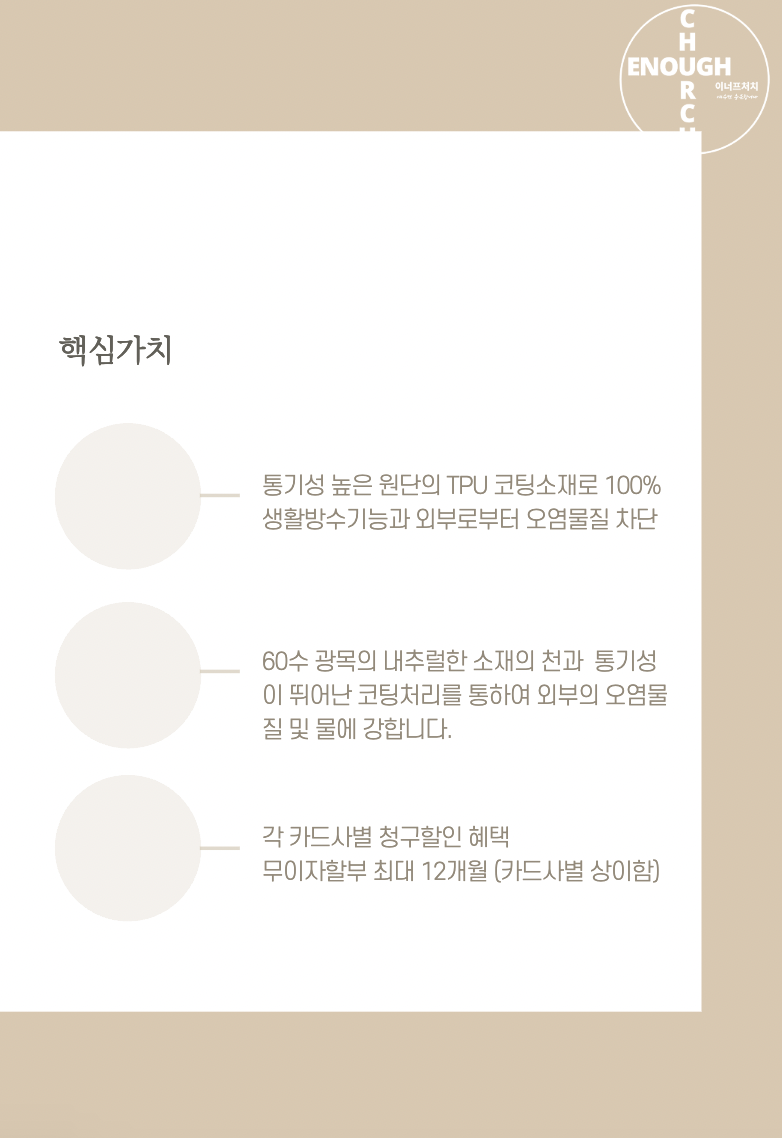 CHURCH
ENOUGH
이너프처치
핵심가치
통기성 높은 원단의 TPU 코팅소재로 100%
생활방수기능과 외부로부터 오염물질 차단
60수 광목의 내추럴한 소재의 천과 통기성
이 뛰어난 코팅처리를 통하여 외부의 오염물
질 및 물에 강합니다.
각 카드사별 청구할인 혜택
무이자할부 최대 12개월 (카드사별 상이함)